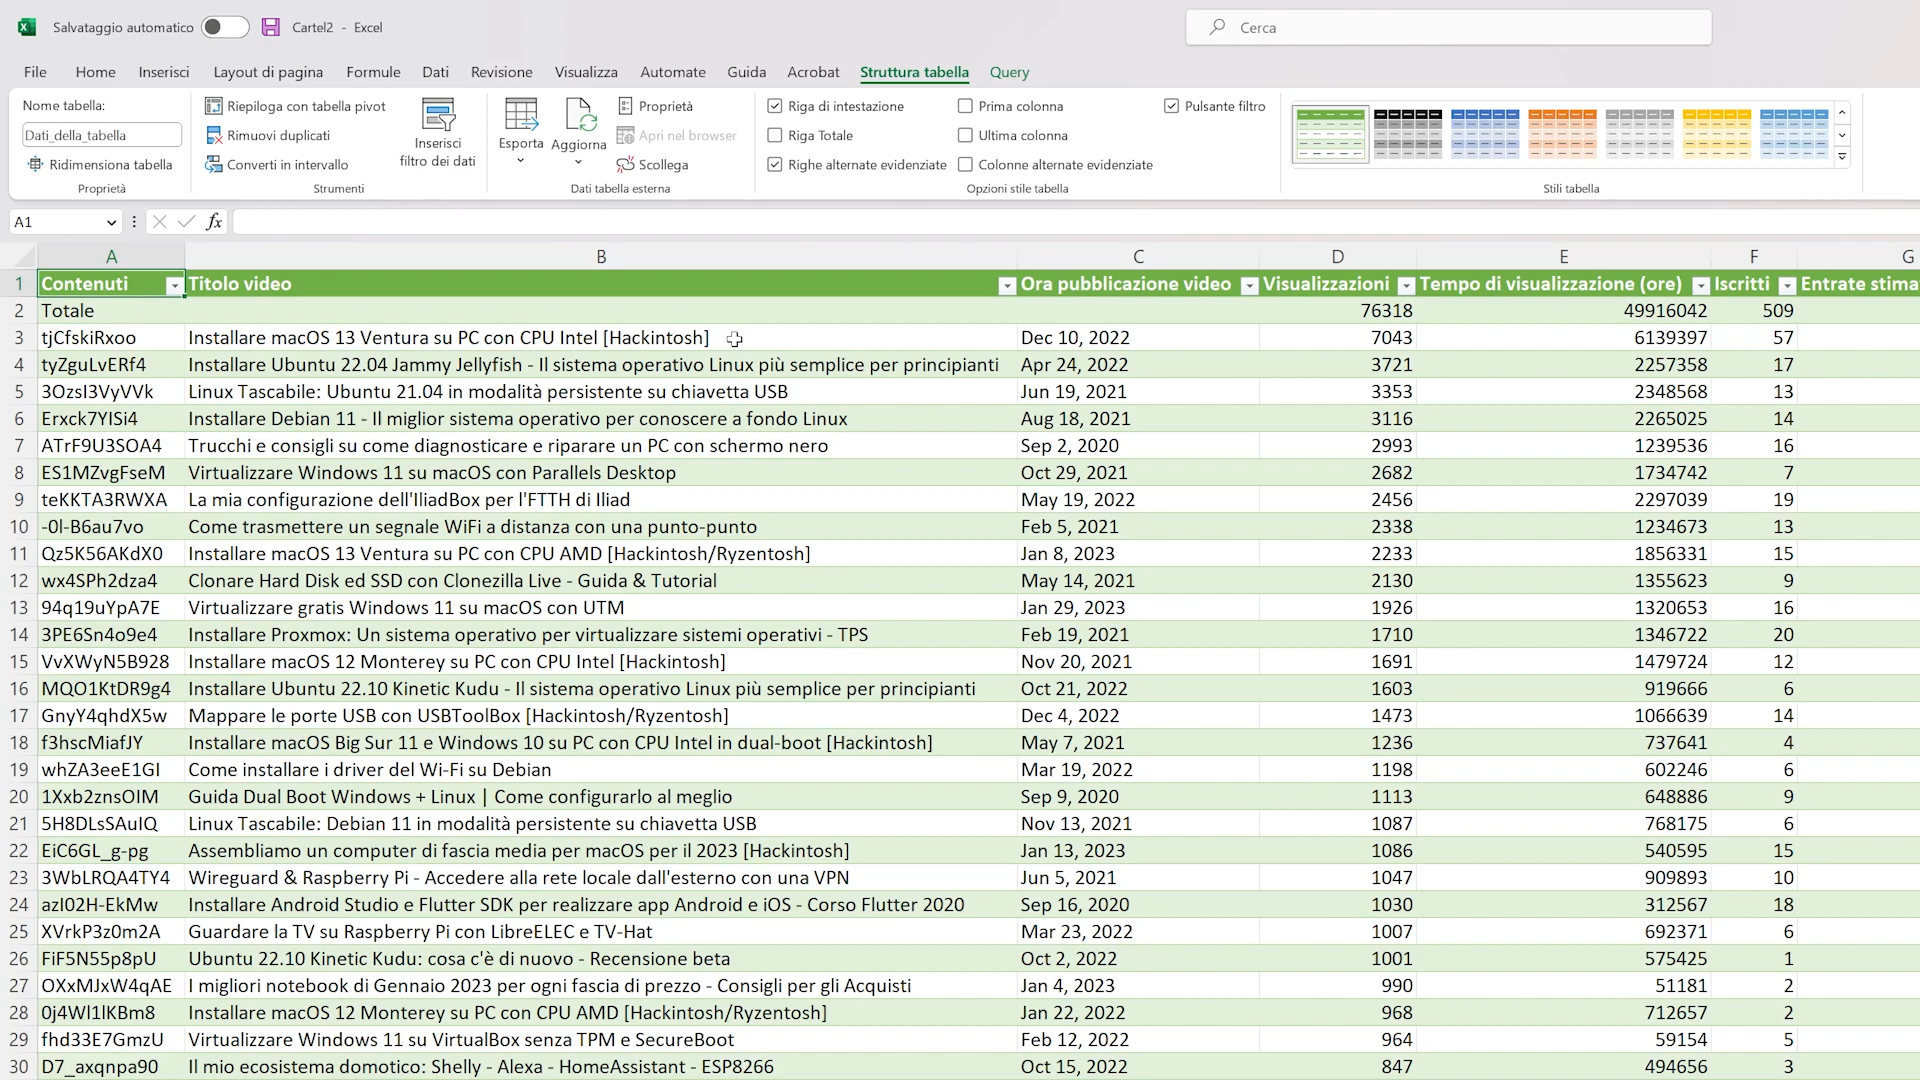 Salvataggio automatico Cartel2 - Excel Cerca
File Home Inserisci Layout di pagina Formule Dati Revisione Visualizza Automate Guida Acrobat Struttura tabella Query
Nome tabella:
Dati_della_tabella
Ridimensiona tabella
Proprietà
Riepiloga con tabella pivot
Rimuovi duplicati
Converti in intervallo
Inserisci
filtro dei dati
Strumenti
Esporta
Aggiorna
Proprietà
Apri nel browser
Scollega
Dati tabella esterna
Riga di intestazione
Riga Totale
Righe alternate evidenziate
Prima colonna
Ultima colonna
Colonne alternate evidenziate
Pulsante filtro
Opzioni stile tabella
Stili tabella
A1 fx
A B C D E F G
1 Contenuti Titolo video Ora pubblicazione video Visualizzazioni Tempo di visualizzazione (ore) Iscritti Entrate stima
2 Totale 76318 49916042 509
3 tjCfskiRxoo Installare macOS 13 Ventura su PC con CPU Intel [Hackintosh] Dec 10, 2022 7043 6139397 57
4 tyZguLvERf4 Installare Ubuntu 22.04 Jammy Jellyfish - Il sistema operativo Linux più semplice per principianti Apr 24, 2022 3721 2257358 17
5 3OzsI3VyVVk Linux Tascabile: Ubuntu 21.04 in modalità persistente su chiavetta USB Jun 19, 2021 3353 2348568 13
6 Erxck7YISi4 Installare Debian 11 - Il miglior sistema operativo per conoscere a fondo Linux Aug 18, 2021 3116 2265025 14
7 ATrF9U3SOA4 Trucchi e consigli su come diagnosticare e riparare un PC con schermo nero Sep 2, 2020 2993 1239536 16
8 ES1MZvgFseM Virtualizzare Windows 11 su macOS con Parallels Desktop Oct 29, 2021 2682 1734742 7
9 teKKTA3RWXA La mia configurazione dell'IliadBox per l'FTTH di Iliad May 19, 2022 2456 2297039 19
10 -0l-B6au7vo Come trasmettere un segnale WiFi a distanza con una punto-punto Feb 5, 2021 2338 1234673 13
11 Qz5K56AKdX0 Installare macOS 13 Ventura su PC con CPU AMD [Hackintosh/Ryzentosh] Jan 8, 2023 2233 1856331 15
12 wx4SPh2dza4 Clonare Hard Disk ed SSD con Clonezilla Live - Guida & Tutorial May 14, 2021 2130 1355623 9
13 94q19uYpA7E Virtualizzare gratis Windows 11 su macOS con UTM Jan 29, 2023 1926 1320653 16
14 3PE6Sn4o9e4 Installare Proxmox: Un sistema operativo per virtualizzare sistemi operativi - TPS Feb 19, 2021 1710 1346722 20
15 VvXWyN5B928 Installare macOS 12 Monterey su PC con CPU Intel [Hackintosh] Nov 20, 2021 1691 1479724 12
16 MQO1KtDR9g4 Installare Ubuntu 22.10 Kinetic Kudu - Il sistema operativo Linux più semplice per principianti Oct 21, 2022 1603 919666 6
17 GnyY4qhdX5w Mappare le porte USB con USBToolBox [Hackintosh/Ryzentosh] Dec 4, 2022 1473 1066639 14
18 f3hscMiafJY Installare macOS Big Sur 11 e Windows 10 su PC con CPU Intel in dual-boot [Hackintosh] May 7, 2021 1236 737641 4
19 whZA3eeE1GI Come installare i driver del Wi-Fi su Debian Mar 19, 2022 1198 602246 6
20 1Xxb2znsOIM Guida Dual Boot Windows + Linux | Come configurarlo al meglio Sep 9, 2020 1113 648886 9
21 5H8DLsSAuIQ Linux Tascabile: Debian 11 in modalità persistente su chiavetta USB Nov 13, 2021 1087 768175 6
22 EiC6GL_g-pg Assembliamo un computer di fascia media per macOS per il 2023 [Hackintosh] Jan 13, 2023 1086 540595 15
23 3WbLRQA4TY4 Wireguard & Raspberry Pi - Accedere alla rete locale dall'esterno con una VPN Jun 5, 2021 1047 909893 10
24 azI02H-EkMw Installare Android Studio e Flutter SDK per realizzare app Android e iOS - Corso Flutter 2020 Sep 16, 2020 1030 312567 18
25 XVrkP3z0m2A Guardare la TV su Raspberry Pi con LibreELEC e TV-Hat Mar 23, 2022 1007 692371 6
26 FiF5N55p8pU Ubuntu 22.10 Kinetic Kudu: cosa c'è di nuovo - Recensione beta Oct 2, 2022 1001 575425 1
27 OXxMJxW4qAE I migliori notebook di Gennaio 2023 per ogni fascia di prezzo - Consigli per gli Acquisti Jan 4, 2023 990 51181 2
28 0j4Wl1lKBm8 Installare macOS 12 Monterey su PC con CPU AMD [Hackintosh/Ryzentosh] Jan 22, 2022 968 712657 2
29 fhd33E7GmzU Virtualizzare Windows 11 su VirtualBox senza TPM e SecureBoot Feb 12, 2022 964 59154 5
30 D7_axqnpa90 Il mio ecosistema domotico: Shelly - Alexa - HomeAssistant - ESP8266 Oct 15, 2022 847 494656 3